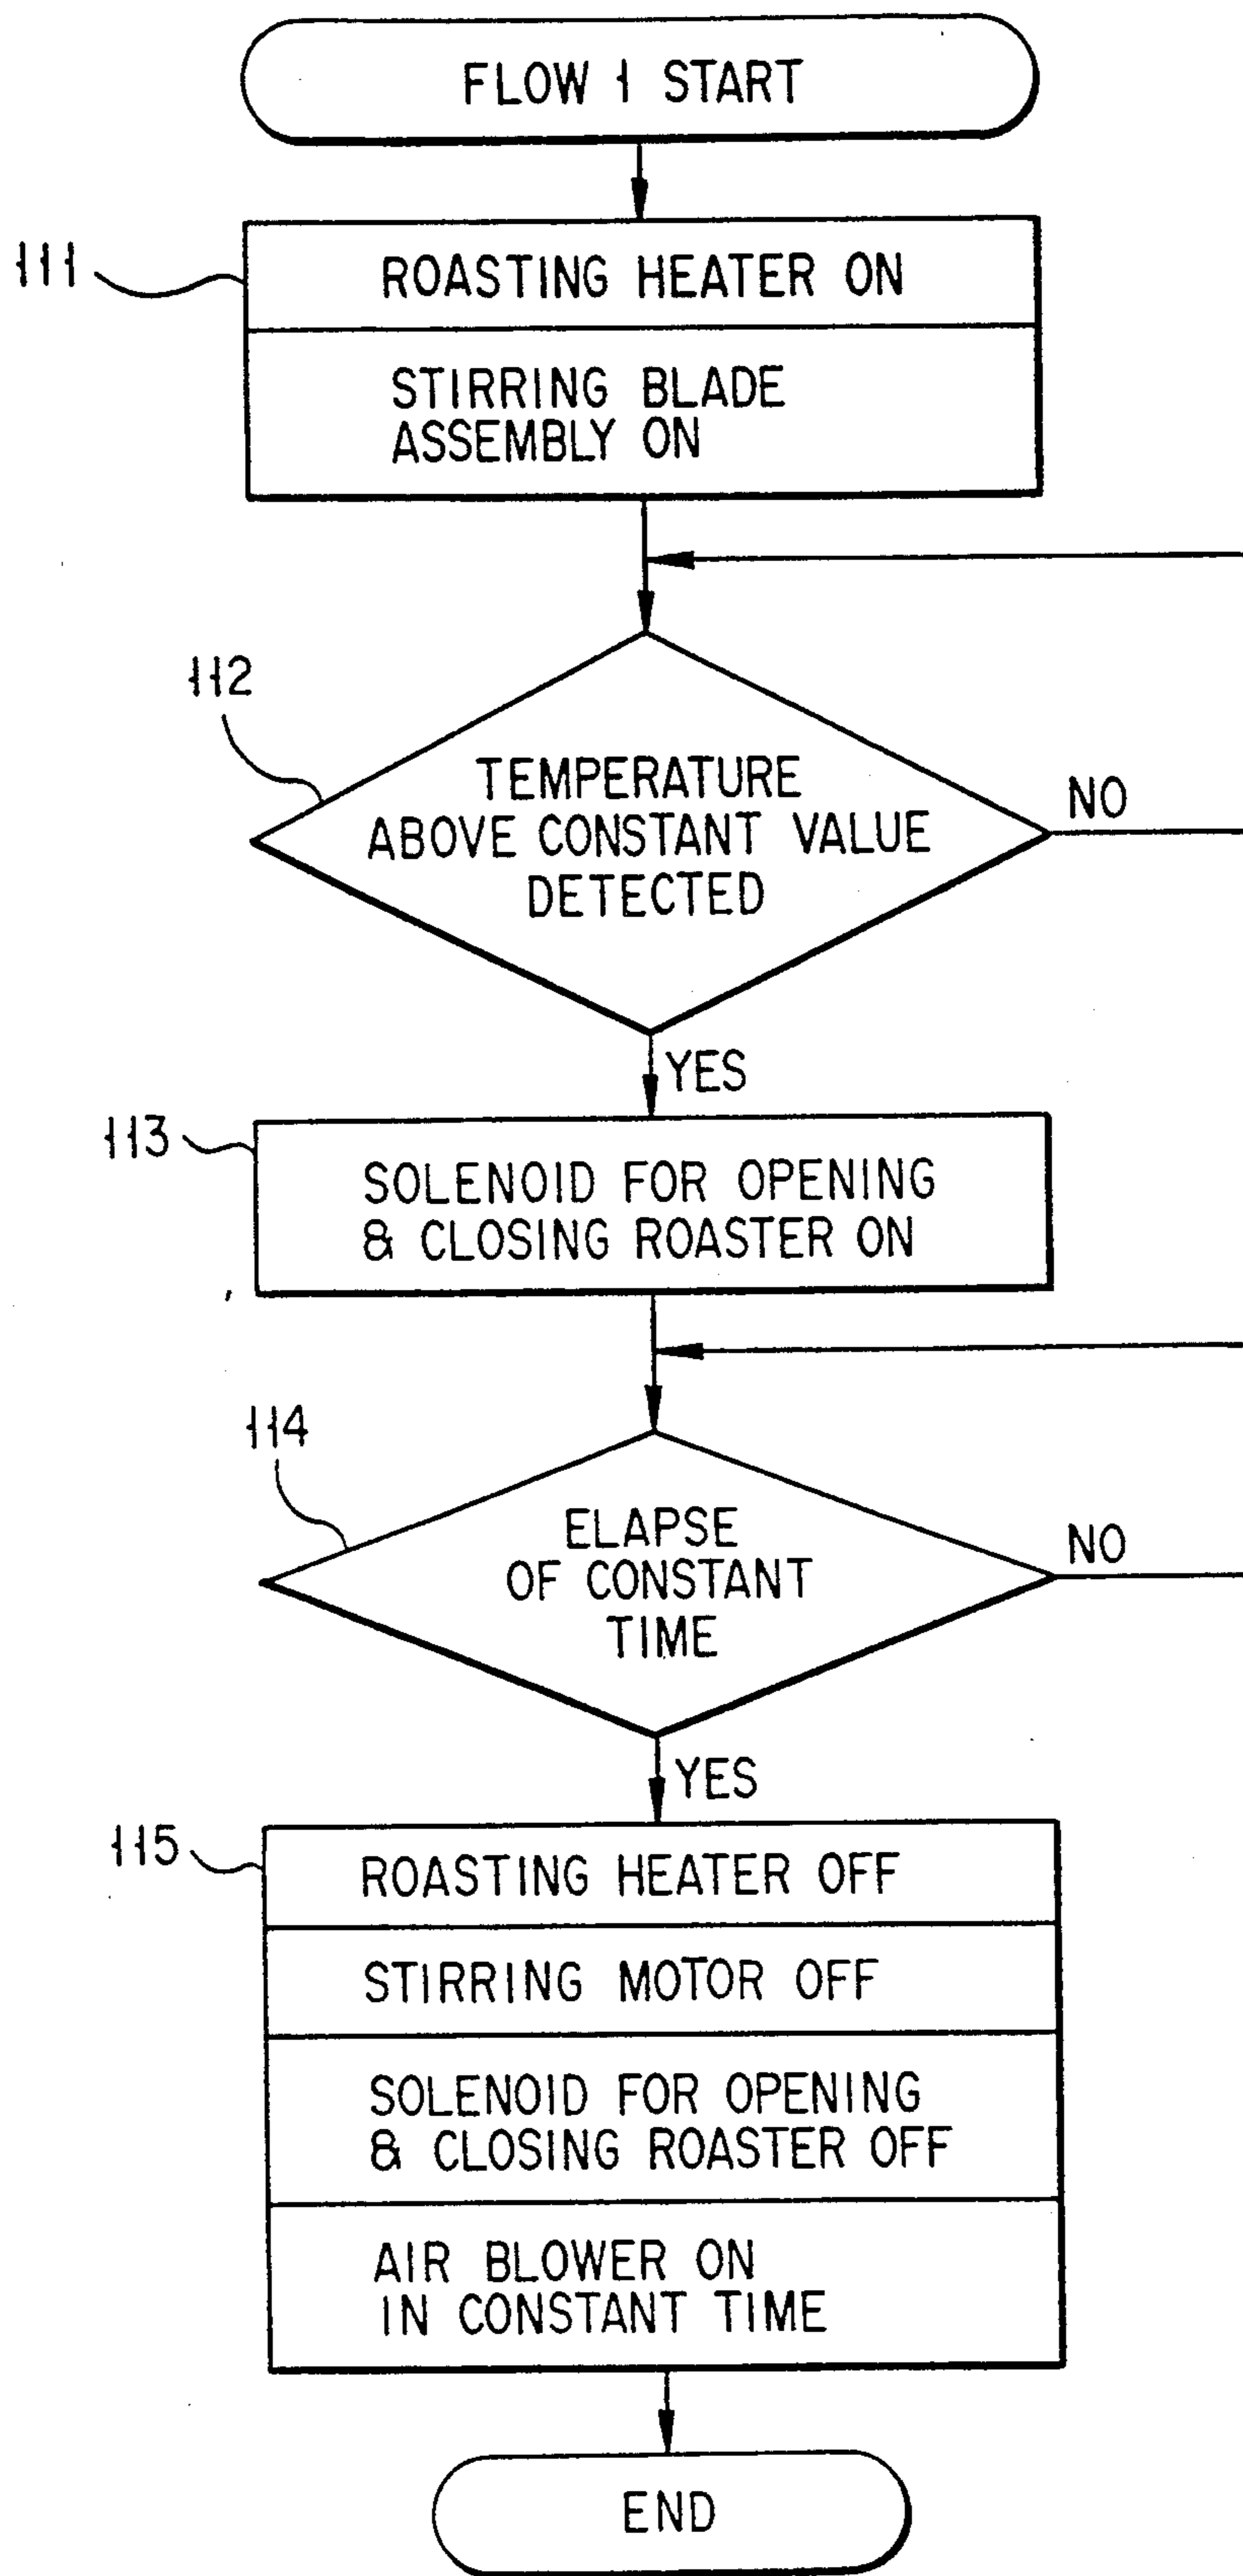 FLOW 1 START
111
ROASTING HEATER ON
STIRRING BLADE
ASSEMBLY ON
112
TEMPERATURE
ABOVE CONSTANT VALUE
DETECTED
NO
YES
113
SOLENOID FOR OPENING
& CLOSING ROASTER ON
114
ELAPSE
OF CONSTANT
TIME
NO
YES
115
ROASTING HEATER OFF
STIRRING MOTOR OFF
SOLENOID FOR OPENING
& CLOSING ROASTER OFF
AIR BLOWER ON
IN CONSTANT TIME
END